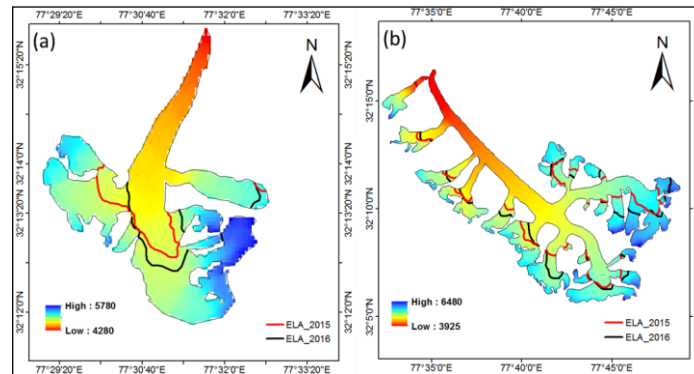 77°29'20"E 77°30'40"E 77°32'0"E 77°33'20"E
(a)
N
32°15'20"N
32°14'0"N
32°13'20"N
32°12'0"N
32°15'20"N
32°14'0"N
32°13'20"N
32°12'0"N
High : 5780
Low : 4280
ELA_2015
ELA_2016
77°29'20"E 77°30'40"E 77°32'0"E 77°33'20"E
77°35'0"E 77°40'0"E 77°45'0"E
(b)
N
32°15'0"N
32°10'0"N
32°50'N
32°15'0"N
32°10'0"N
32°50'N
High : 6480
Low : 3925
ELA_2015
ELA_2016
77°35'0"E 77°40'0"E 77°45'0"E